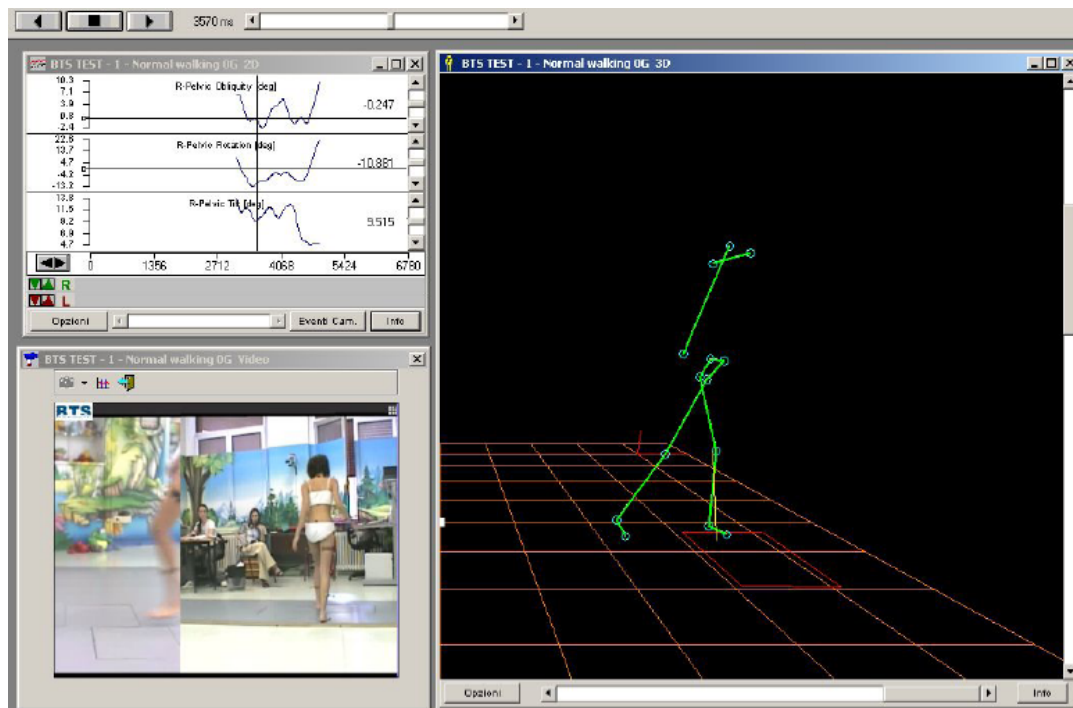 3570 ms
BTS TEST - 1 - Normal walking 0G 2D
10.3
7.1
3.9
0.8
-2.4
R-Pelvic Obliquity [deg]
-0.247
22.6
13.7
4.7
-4.2
-13.2
R-Pelvic Rotation [deg]
-10.881
13.8
11.5
9.2
6.9
4.7
R-Pelvic Tilt [deg]
9.515
0 1356 2712 4068 5424 6780
R
L
Opzioni Eventi Cam. Info
BTS TEST - 1 - Normal walking 0G Video
BTS
BTS TEST - 1 - Normal walking 0G 3D
Opzioni Info